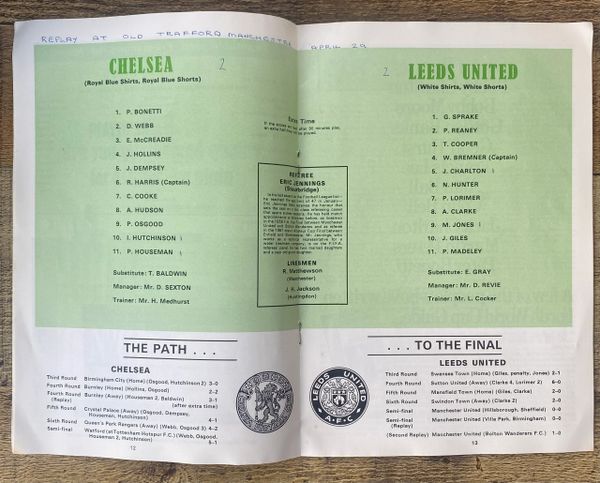 REPLAY AT OLD TRAFFORD MANCHESTER APRIL 29
CHELSEA 2
(Royal Blue Shirts, Royal Blue Shorts)
1. P. BONETTI
2. D. WEBB
3. E. McCREADIE
4. J. HOLLINS
5. J. DEMPSEY
6. R. HARRIS (Captain)
7. C. COOKE
8. A. HUDSON
9. P. OSGOOD
10. I. HUTCHINSON 1
11. P. HOUSEMAN 1
Substitute: T. BALDWIN
Manager: Mr. D. SEXTON
Trainer: Mr. H. Medhurst
Extra Time
REFEREE
ERIC JENNINGS
(Stourbridge)
LINESMEN
R. Matthewson
(Manchester)
J. H. Jackson
(Huntingdon)
2 LEEDS UNITED
(White Shirts, White Shorts)
1. G. SPRAKE
2. P. REANEY
3. T. COOPER
4. W. BREMNER (Captain)
5. J. CHARLTON 1
6. N. HUNTER
7. P. LORIMER
8. A. CLARKE
9. M. JONES 1
10. J. GILES
11. P. MADELEY
Substitute: E. GRAY
Manager: Mr. D. REVIE
Trainer: Mr. L. Cocker
THE PATH . . .
CHELSEA
Third Round Birmingham City (Home) (Osgood, Hutchinson 2) 3–0
Fourth Round Burnley (Home) (Hollins, Osgood) 2–2
Fourth Round Burnley (Away) (Houseman 2, Baldwin) 3–1
(Replay) (after extra time)
Fifth Round Crystal Palace (Away) (Osgood, Dempsey,
Houseman, Hutchinson) 4–1
Sixth Round Queen's Park Rangers (Away) (Webb, Osgood 3) 4–2
Semi-final Watford (at Tottenham Hotspur F.C.) (Webb, Osgood,
Houseman 2, Hutchinson) 5–1
12
. . . TO THE FINAL
LEEDS UNITED
Third Round Swansea Town (Home) (Giles, penalty, Jones) 2–1
Fourth Round Sutton United (Away) (Clarke 4, Lorimer 2) 6–0
Fifth Round Mansfield Town (Home) (Giles, Clarke) 2–0
Sixth Round Swindon Town (Away) (Clarke 2) 2–0
Semi-final Manchester United (Hillsborough, Sheffield) 0–0
Semi-final Manchester United (Villa Park, Birmingham) 0–0
(Replay)
(Second Replay) Manchester United (Bolton Wanderers F.C.) 1–0
13
LEEDS UNITED
A.F.C.